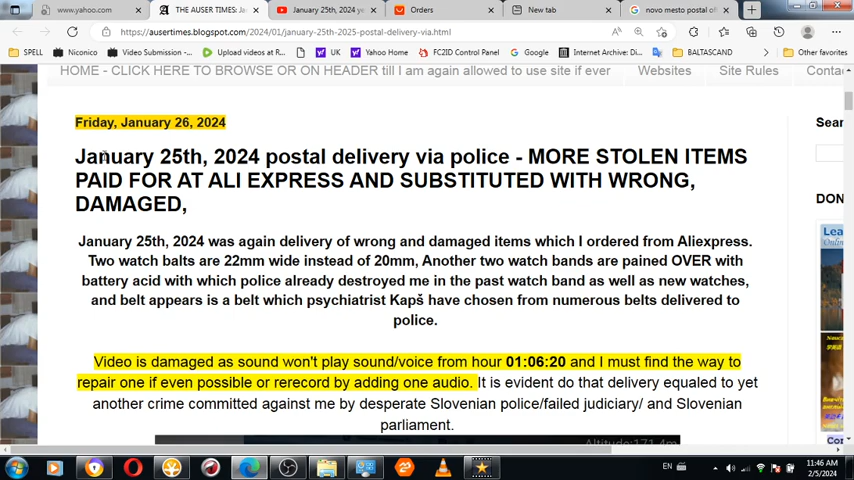 www.yahoo.com
THE AUSER TIMES: Ja
January 25th, 2024 ye
Orders
New tab
novo mesto postal of
https://ausertimes.blogspot.com/2024/01/january-25th-2025-postal-delivery-via.html
SPELL
Niconico
Video Submission -...
Upload videos at R...
UK
Yahoo Home
FC2ID Control Panel
Google
Internet Archive: Di...
BALTASCAND
Other favorites
HOME - CLICK HERE TO BROWSE OR ON HEADER till I am again allowed to use site if ever
Websites
Site Rules
Conta
Friday, January 26, 2024
January 25th, 2024 postal delivery via police - MORE STOLEN ITEMS
PAID FOR AT ALI EXPRESS AND SUBSTITUTED WITH WRONG,
DAMAGED,
January 25th, 2024 was again delivery of wrong and damaged items which I ordered from Aliexpress.
Two watch balts are 22mm wide instead of 20mm, Another two watch bands are pained OVER with
battery acid with which police already destroyed me in the past watch band as well as new watches,
and belt appears is a belt which psychiatrist Kapš have chosen from numerous belts delivered to
police.
Video is damaged as sound won't play sound/voice from hour 01:06:20 and I must find the way to
repair one if even possible or rerecord by adding one audio. It is evident do that delivery equaled to yet
another crime committed against me by desperate Slovenian police/failed judiciary/ and Slovenian
parliament.
Altitude:171.4m
Sear
DON
Lea
Onlin
Cor
EN
11:46 AM
2/5/2024